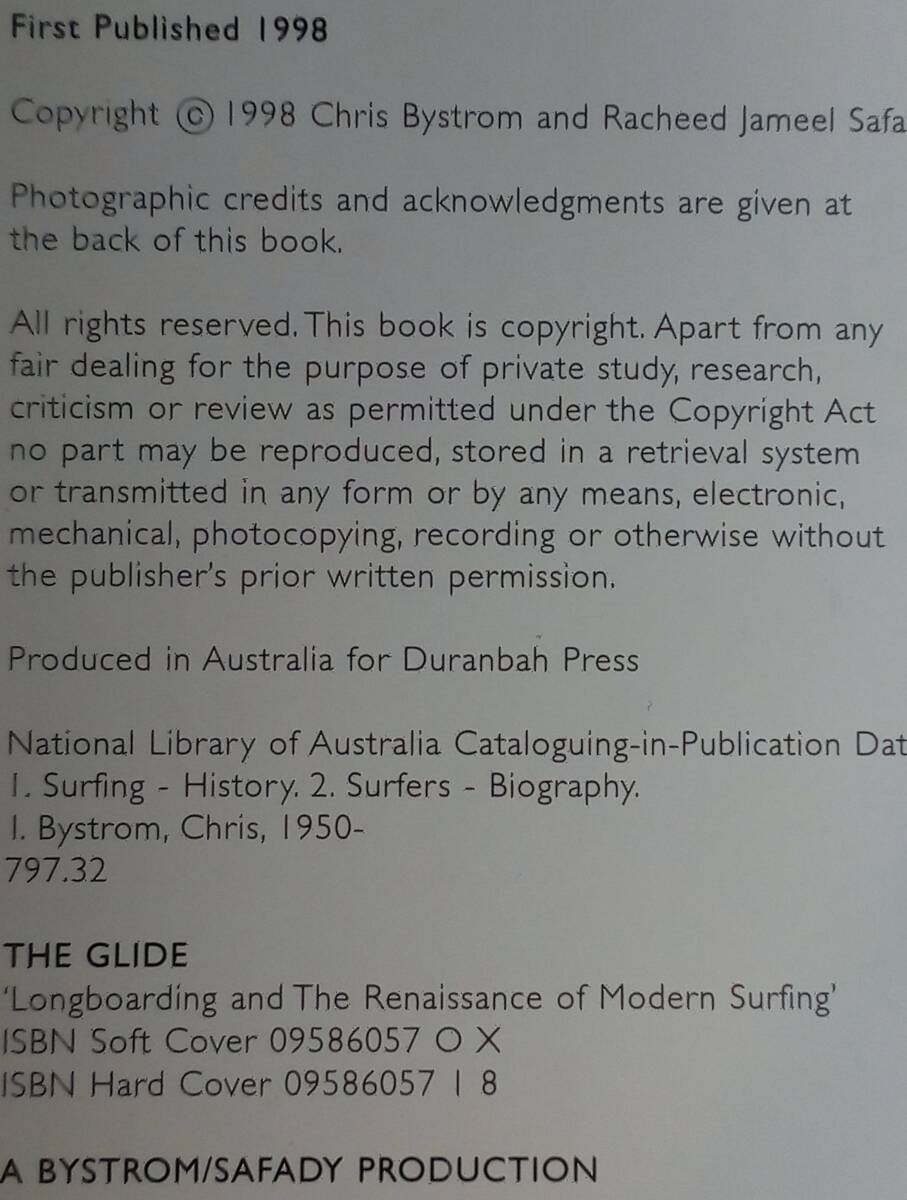 First Published 1998
Copyright © 1998 Chris Bystrom and Racheed Jameel Safa
Photographic credits and acknowledgments are given at
the back of this book.
All rights reserved. This book is copyright. Apart from any
fair dealing for the purpose of private study, research,
criticism or review as permitted under the Copyright Act
no part may be reproduced, stored in a retrieval system
or transmitted in any form or by any means, electronic,
mechanical, photocopying, recording or otherwise without
the publisher's prior written permission.
Produced in Australia for Duranbah Press
National Library of Australia Cataloguing-in-Publication Dat
1. Surfing - History. 2. Surfers - Biography.
I. Bystrom, Chris, 1950-
797.32
THE GLIDE
'Longboarding and The Renaissance of Modern Surfing'
ISBN Soft Cover 09586057 O X
ISBN Hard Cover 09586057 1 8
A BYSTROM/SAFADY PRODUCTION